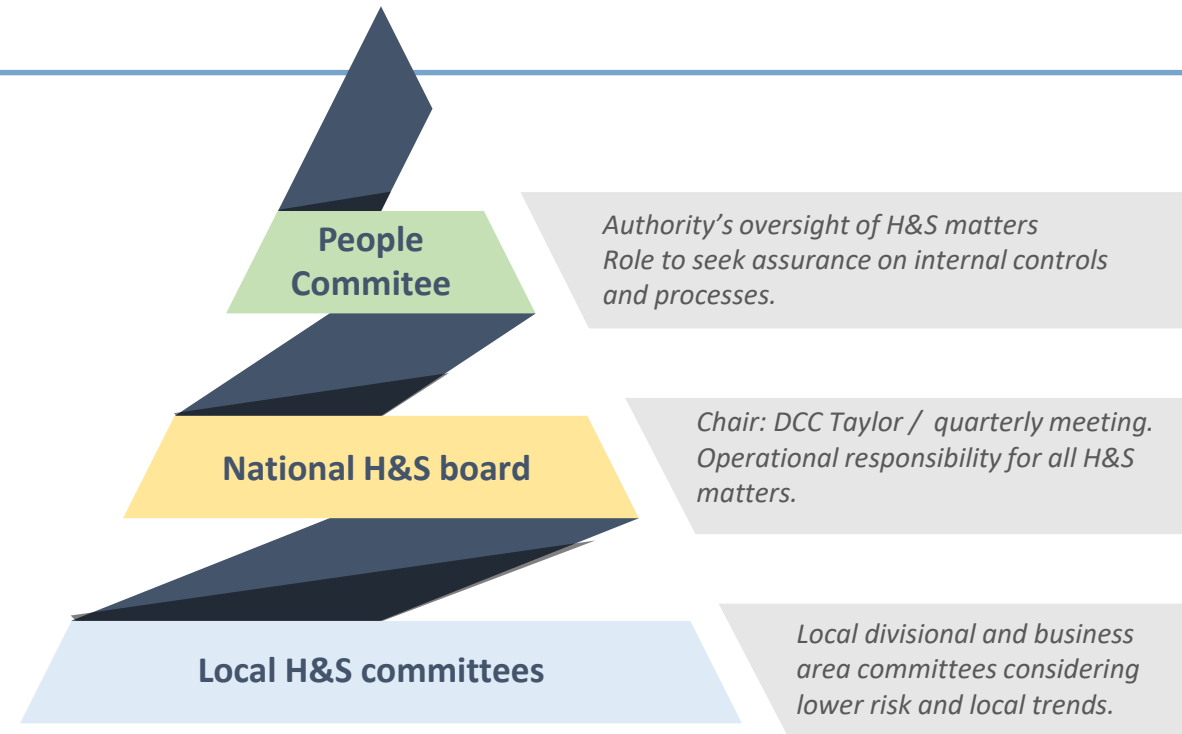 People
Commitee
Authority's oversight of H&S matters
Role to seek assurance on internal controls
and processes.
National H&S board
Chair: DCC Taylor /  quarterly meeting.
Operational responsibility for all H&S
matters.
Local H&S committees
Local divisional and business
area committees considering
lower risk and local trends.